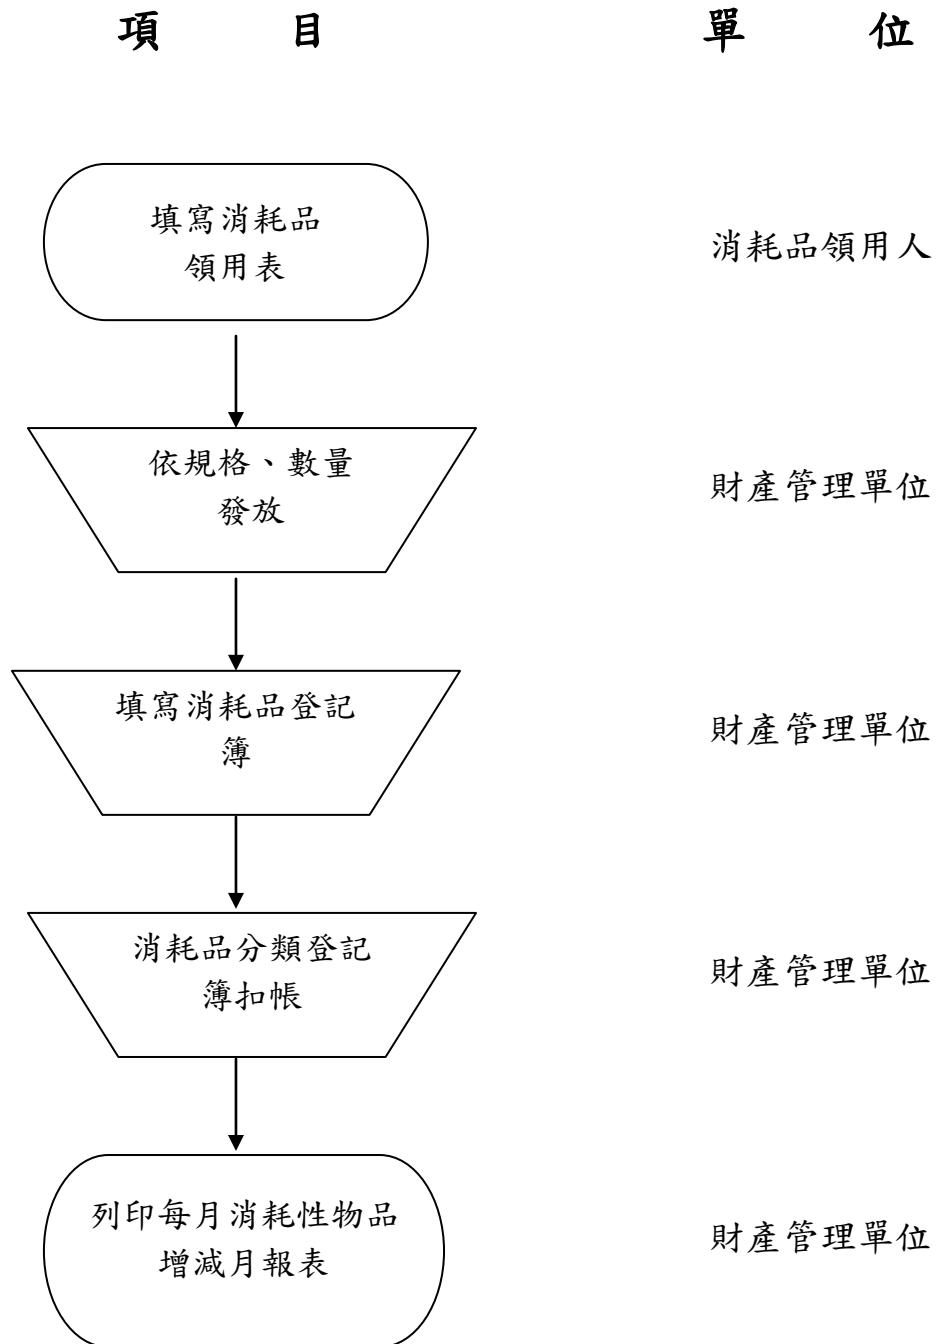 項目 單位
填寫消耗品
領用表
消耗品領用人
依規格、數量
發放
財產管理單位
填寫消耗品登記
簿
財產管理單位
消耗品分類登記
簿扣帳
財產管理單位
列印每月消耗性物品
增減月報表
財產管理單位